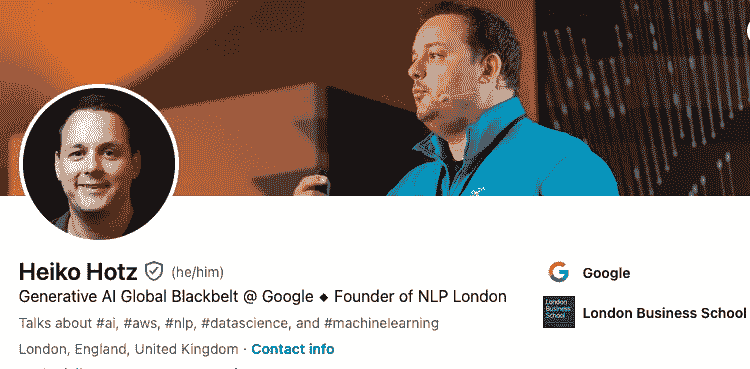 Heiko Hotz (he/him)
Generative AI Global Blackbelt @ Google ◆ Founder of NLP London
Talks about #ai, #aws, #nlp, #datascience, and #machinelearning
London, England, United Kingdom · Contact info
Google
London
Business
School
London Business School